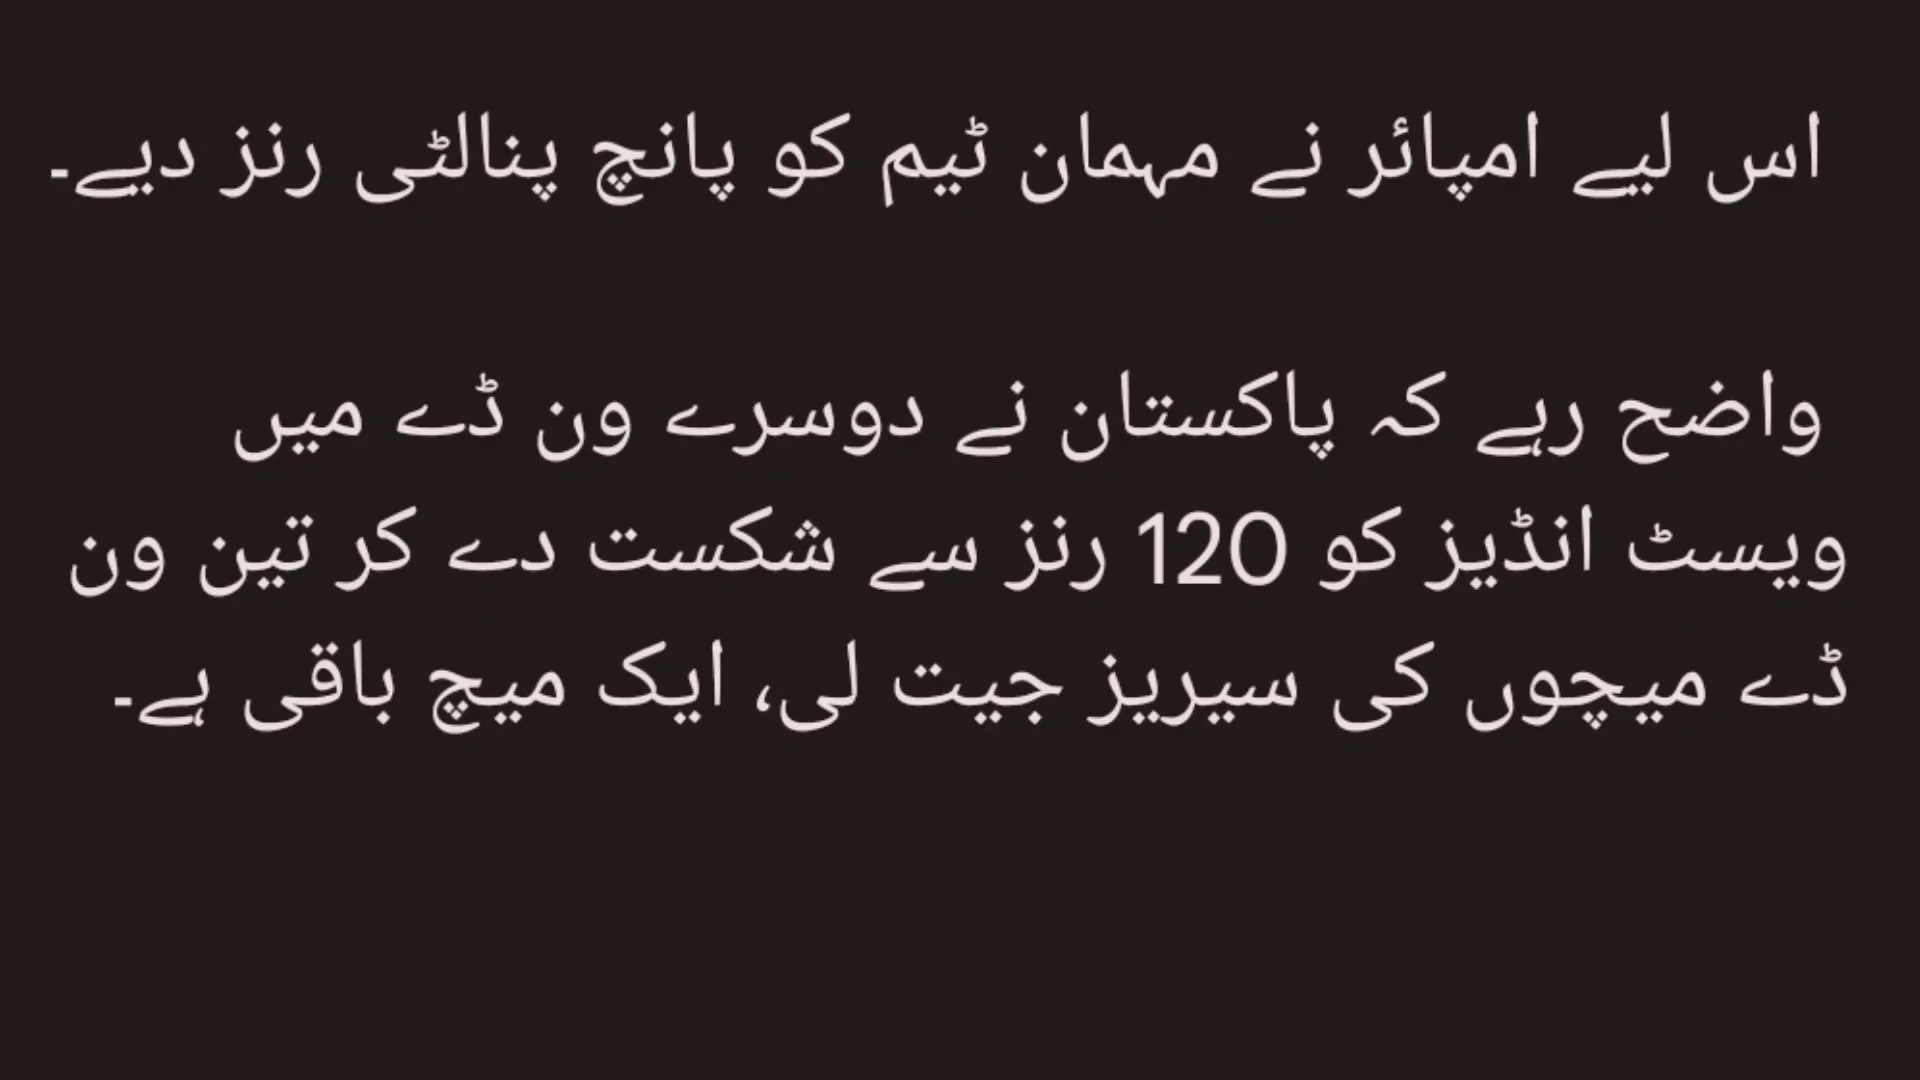 اس لیے امپائر نے مہمان ٹیم کو پانچ پنالٹی رنز دیے۔
واضح رہے کہ پاکستان نے دوسرے ون ڈے میں
ویسٹ انڈیز کو 120 رنز سے شکست دے کر تین ون
ڈے میچوں کی سیریز جیت لی، ایک میچ باقی ہے۔